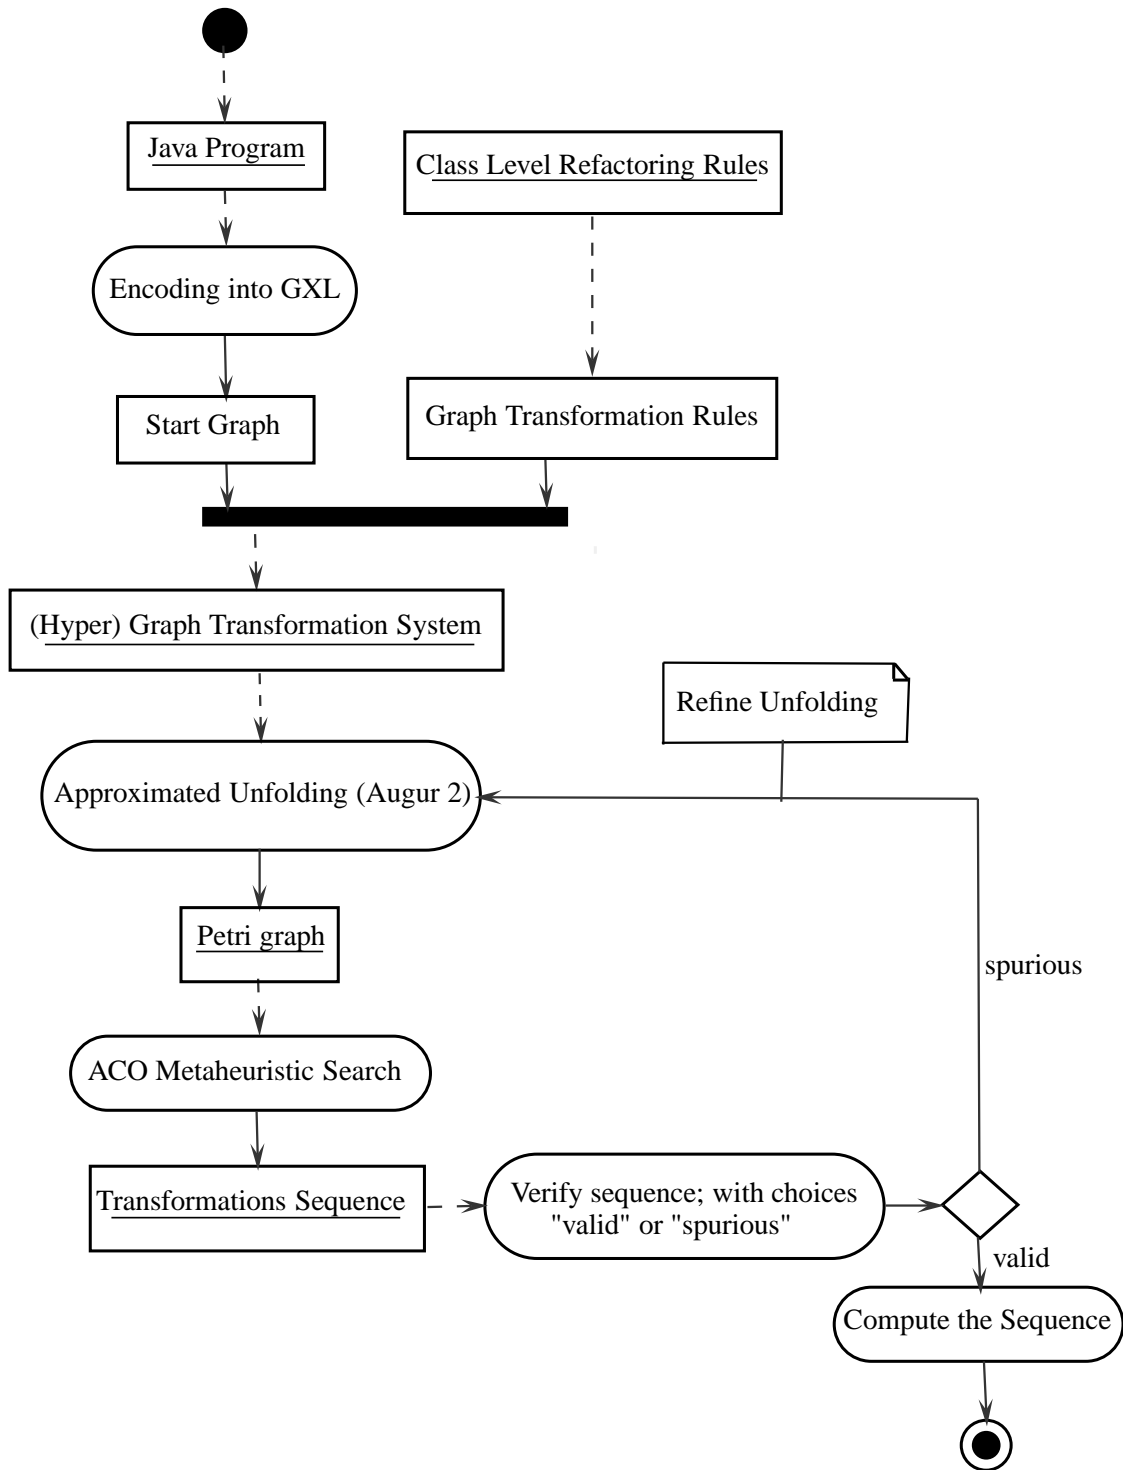 Java Program
Class Level Refactoring Rules
Encoding into GXL
Start Graph
Graph Transformation Rules
(Hyper) Graph Transformation System
Refine Unfolding
Approximated Unfolding (Augur 2)
Petri graph
spurious
ACO Metaheuristic Search
Transformations Sequence
Verify sequence; with choices
"valid" or "spurious"
valid
Compute the Sequence